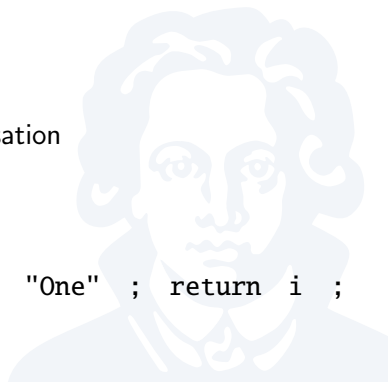 ation
"One" ; return i ;